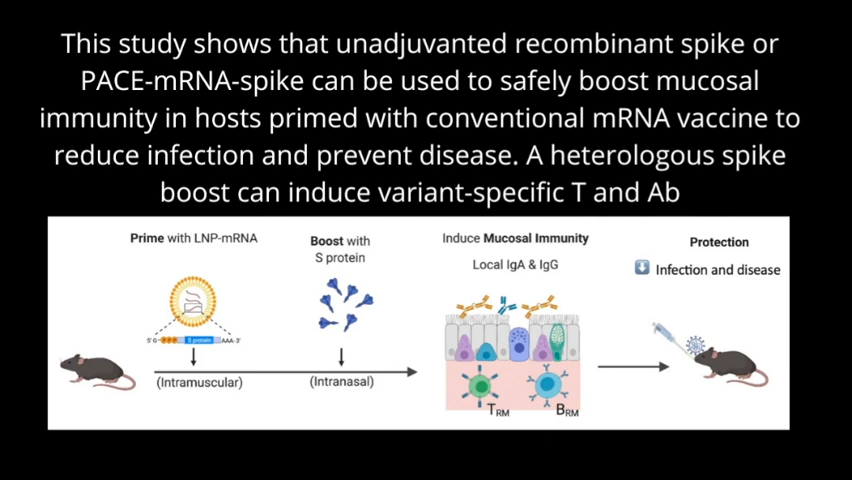 This study shows that unadjuvanted recombinant spike or
PACE-mRNA-spike can be used to safely boost mucosal
immunity in hosts primed with conventional mRNA vaccine to
reduce infection and prevent disease. A heterologous spike
boost can induce variant-specific T and Ab
Prime with LNP-mRNA
Boost with
S protein
Induce Mucosal Immunity
Local IgA & IgG
Protection
Infection and disease
5' G-PPP S protein AAA-3'
(Intramuscular)
(Intranasal)
TRM
BRM